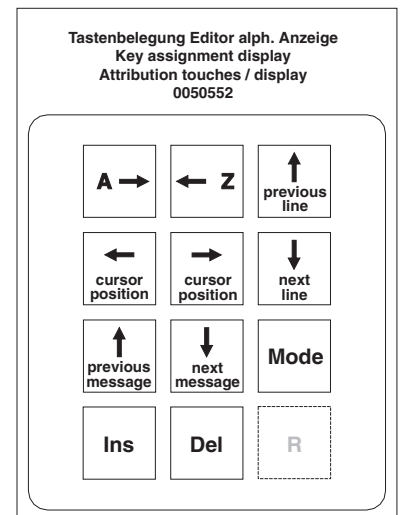 Tastenbelegung Editor alph. Anzeige
Key assignment display
Attribution touches / display
0050552
A → ← Z ↑
previous
line
← → ↓
cursor cursor next
position position line
↑ ↓ Mode
previous next
message message
Ins Del R